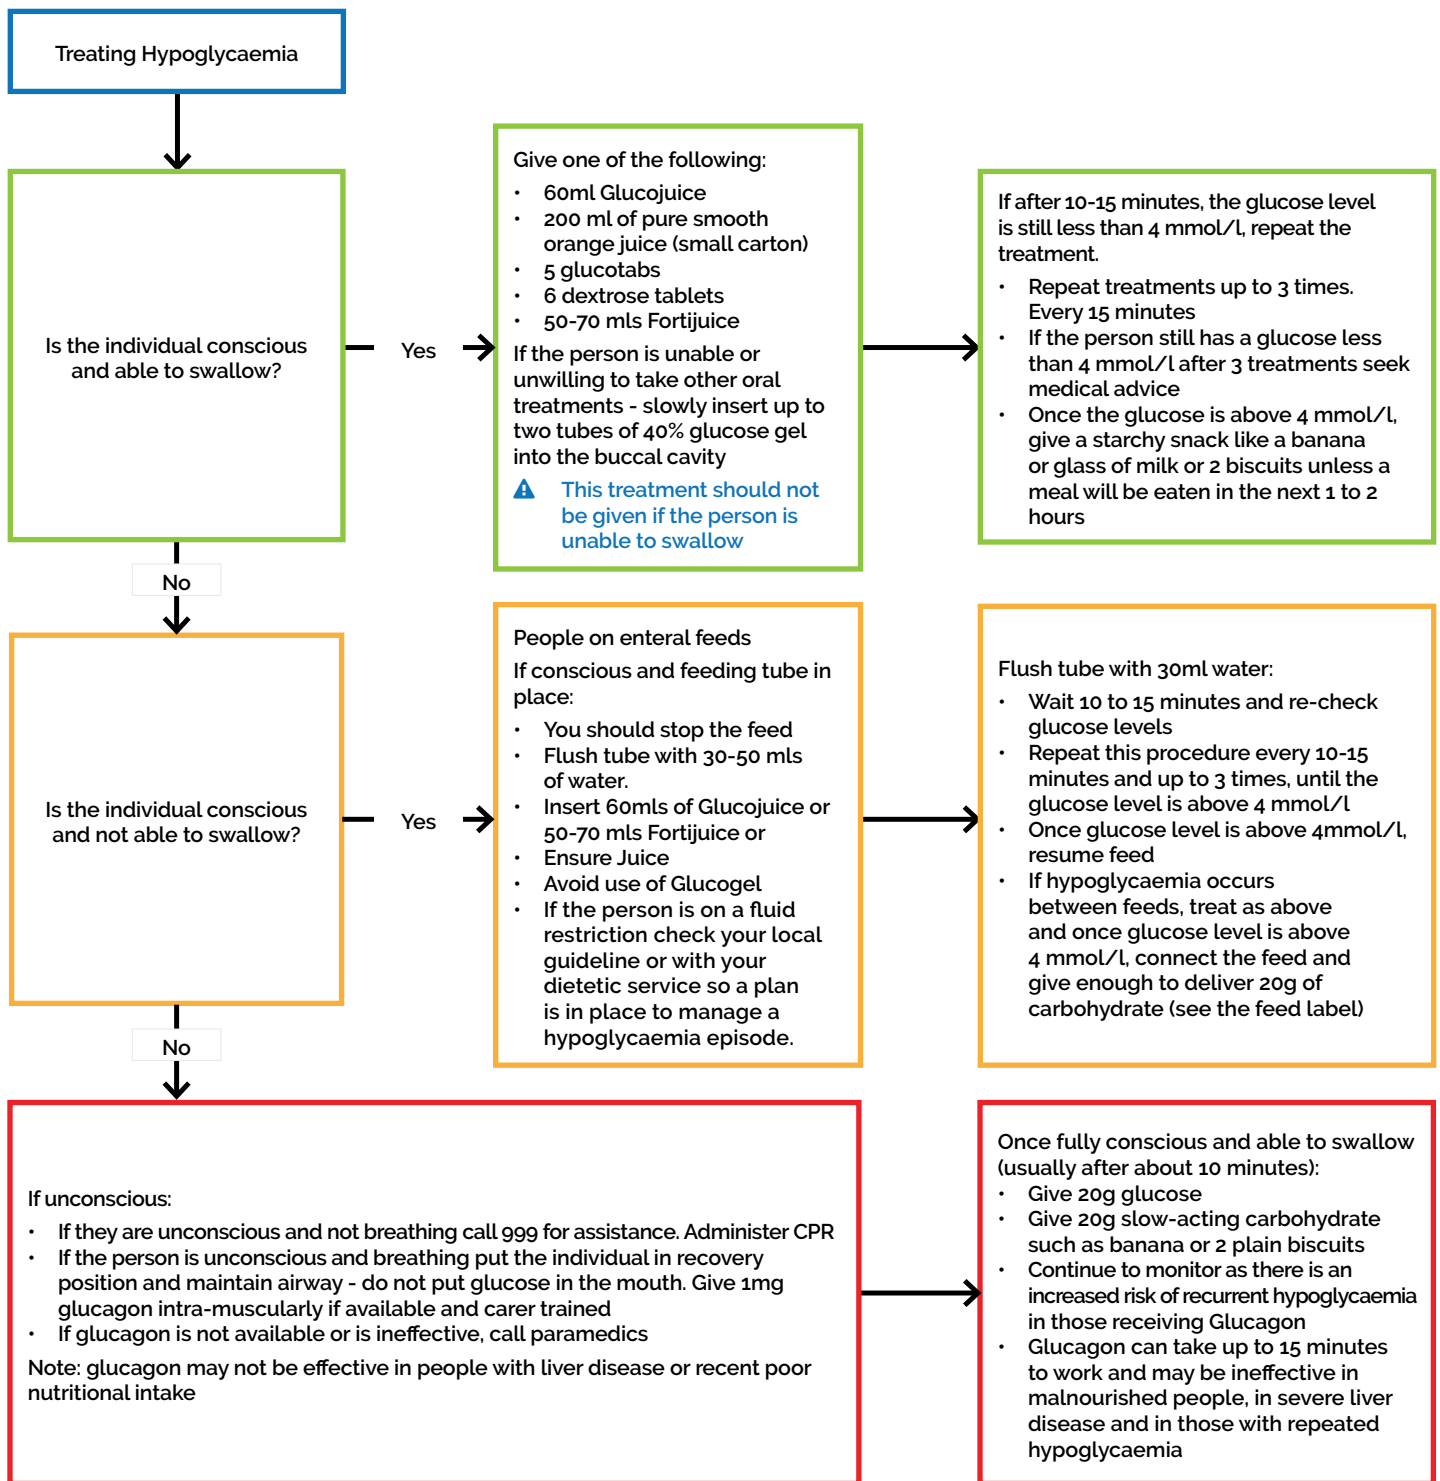 Treating Hypoglycaemia
Is the individual conscious
and able to swallow?
Yes
Give one of the following:
• 60ml Glucojuice
• 200 ml of pure smooth
orange juice (small carton)
• 5 glucotabs
• 6 dextrose tablets
• 50-70 mls Fortijuice
If the person is unable or
unwilling to take other oral
treatments - slowly insert up to
two tubes of 40% glucose gel
into the buccal cavity
This treatment should not
be given if the person is
unable to swallow
If after 10-15 minutes, the glucose level
is still less than 4 mmol/l, repeat the
treatment.
• Repeat treatments up to 3 times.
Every 15 minutes
• If the person still has a glucose less
than 4 mmol/l after 3 treatments seek
medical advice
• Once the glucose is above 4 mmol/l,
give a starchy snack like a banana
or glass of milk or 2 biscuits unless a
meal will be eaten in the next 1 to 2
hours
No
Is the individual conscious
and not able to swallow?
Yes
People on enteral feeds
If conscious and feeding tube in
place:
• You should stop the feed
• Flush tube with 30-50 mls
of water.
• Insert 60mls of Glucojuice or
50-70 mls Fortijuice or
• Ensure Juice
• Avoid use of Glucogel
• If the person is on a fluid
restriction check your local
guideline or with your
dietetic service so a plan
is in place to manage a
hypoglycaemia episode.
Flush tube with 30ml water:
• Wait 10 to 15 minutes and re-check
glucose levels
• Repeat this procedure every 10-15
minutes and up to 3 times, until the
glucose level is above 4 mmol/l
• Once glucose level is above 4mmol/l,
resume feed
• If hypoglycaemia occurs
between feeds, treat as above
and once glucose level is above
4 mmol/l, connect the feed and
give enough to deliver 20g of
carbohydrate (see the feed label)
No
If unconscious:
• If they are unconscious and not breathing call 999 for assistance. Administer CPR
• If the person is unconscious and breathing put the individual in recovery
position and maintain airway - do not put glucose in the mouth. Give 1mg
glucagon intra-muscularly if available and carer trained
• If glucagon is not available or is ineffective, call paramedics
Note: glucagon may not be effective in people with liver disease or recent poor
nutritional intake
Once fully conscious and able to swallow
(usually after about 10 minutes):
• Give 20g glucose
• Give 20g slow-acting carbohydrate
such as banana or 2 plain biscuits
• Continue to monitor as there is an
increased risk of recurrent hypoglycaemia
in those receiving Glucagon
• Glucagon can take up to 15 minutes
to work and may be ineffective in
malnourished people, in severe liver
disease and in those with repeated
hypoglycaemia